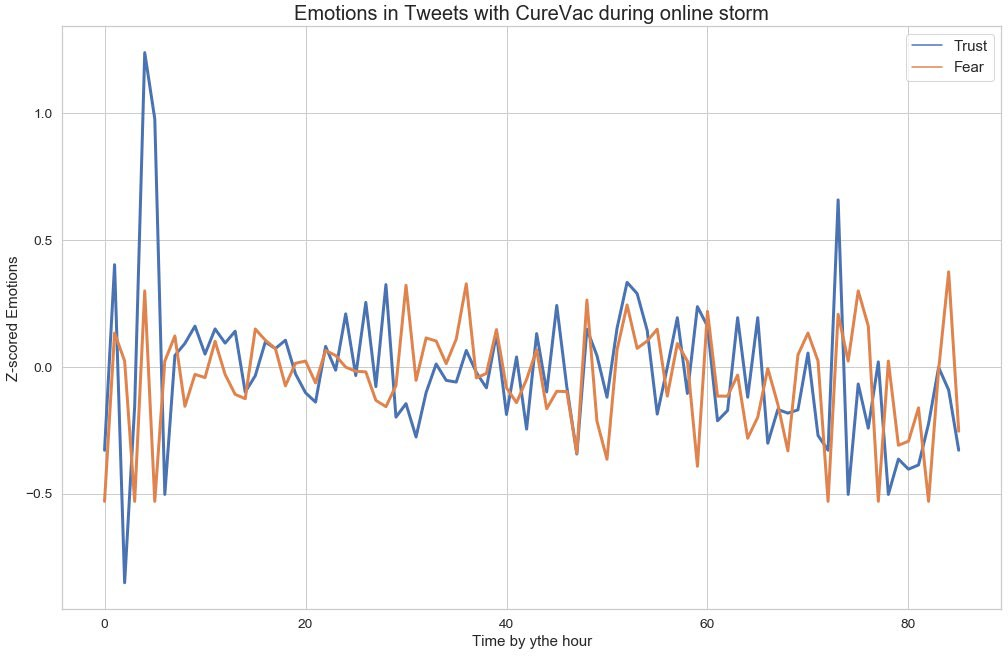 Emotions in Tweets with CureVac during online storm
Trust
Fear
1.0
0.5
0.0
−0.5
Z-scored Emotions
0 20 40 60 80
Time by ythe hour